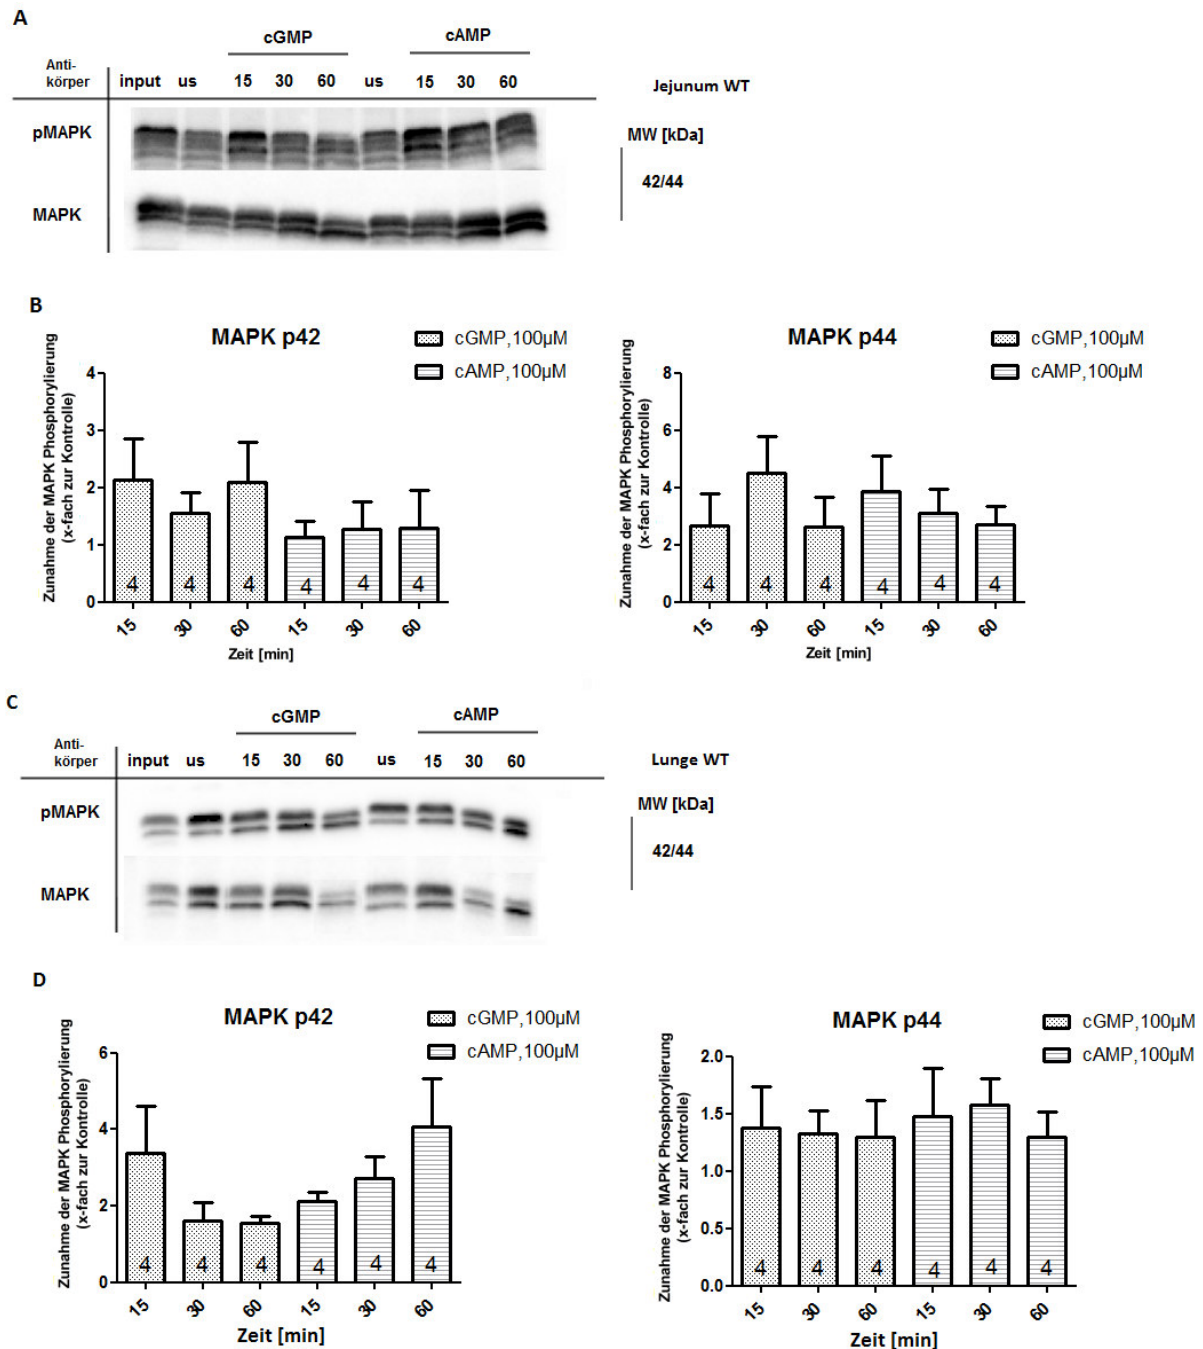 A
cGMP
cAMP
Anti-
körper
input us 15 30 60 us 15 30 60
Jejunum WT
pMAPK
MW [kDa]
42/44
MAPK
B
MAPK p42
cGMP,100µM
cAMP,100µM
Zunahme der MAPK Phosphorylierung
(x-fach zur Kontrolle)
4
3
2
1
0
4 4 4 4 4 4
15 30 60 15 30 60
Zeit [min]
MAPK p44
cGMP,100µM
cAMP,100µM
Zunahme der MAPK Phosphorylierung
(x-fach zur Kontrolle)
8
6
4
2
0
4 4 4 4 4 4
15 30 60 15 30 60
Zeit [min]
C
cGMP
cAMP
Anti-
körper
input us 15 30 60 us 15 30 60
Lunge WT
pMAPK
MW [kDa]
42/44
MAPK
D
MAPK p42
cGMP,100µM
cAMP,100µM
Zunahme der MAPK Phosphorylierung
(x-fach zur Kontrolle)
6
4
2
0
4 4 4 4 4 4
15 30 60 15 30 60
Zeit [min]
MAPK p44
cGMP,100µM
cAMP,100µM
Zunahme der MAPK Phosphorylierung
(x-fach zur Kontrolle)
2.0
1.5
1.0
0.5
0.0
4 4 4 4 4 4
15 30 60 15 30 60
Zeit [min]